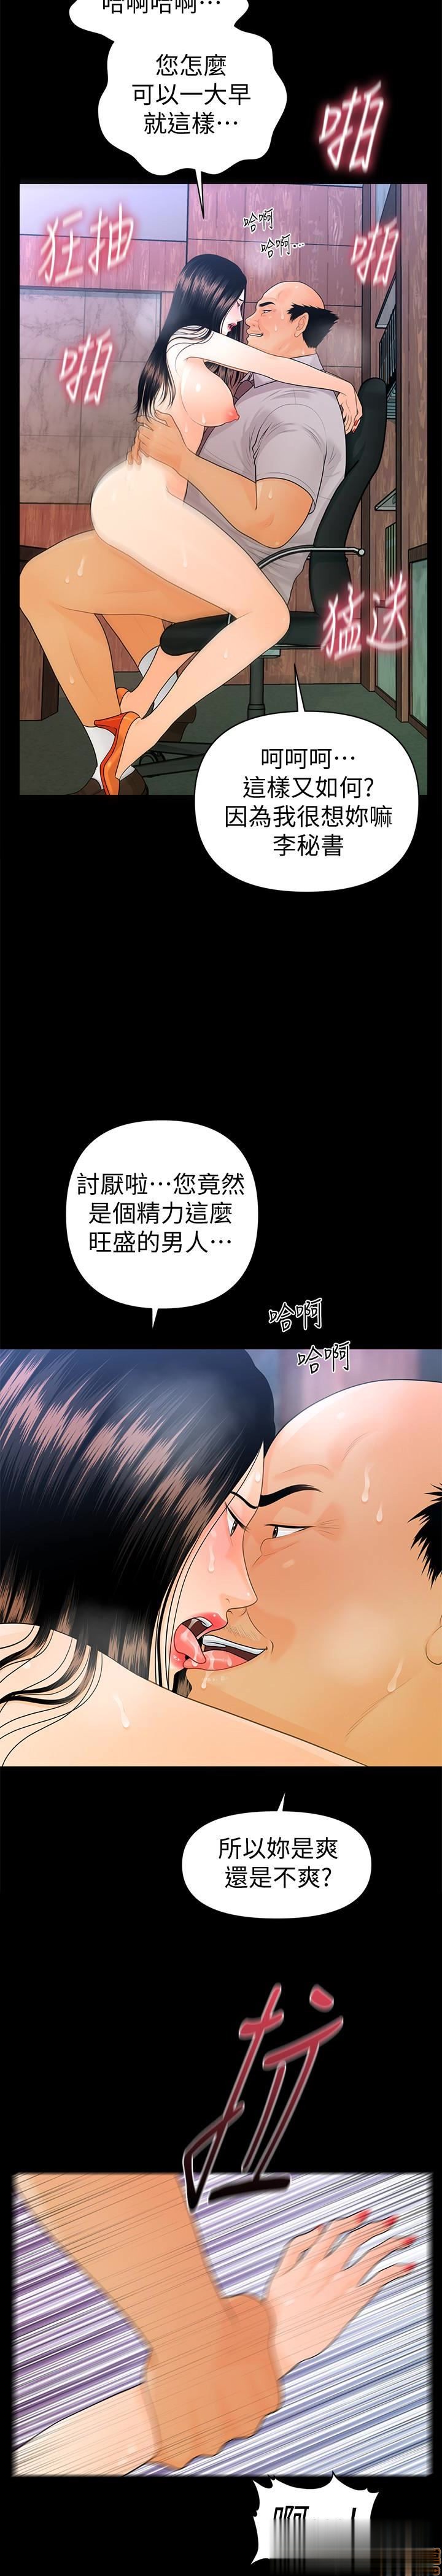 哈啊哈啊⋯
您怎麼
可以一大早
就這樣⋯
啪
哈啊
哈啊⋯
狂抽
啪
啪
猛送
呵呵呵⋯
這樣又如何?
因為我很想妳嘛
李秘書
討厭啦⋯您竟然
是個精力這麼
旺盛的男人⋯
哈啊
哈啊
所以妳是爽
還是不爽?
啊